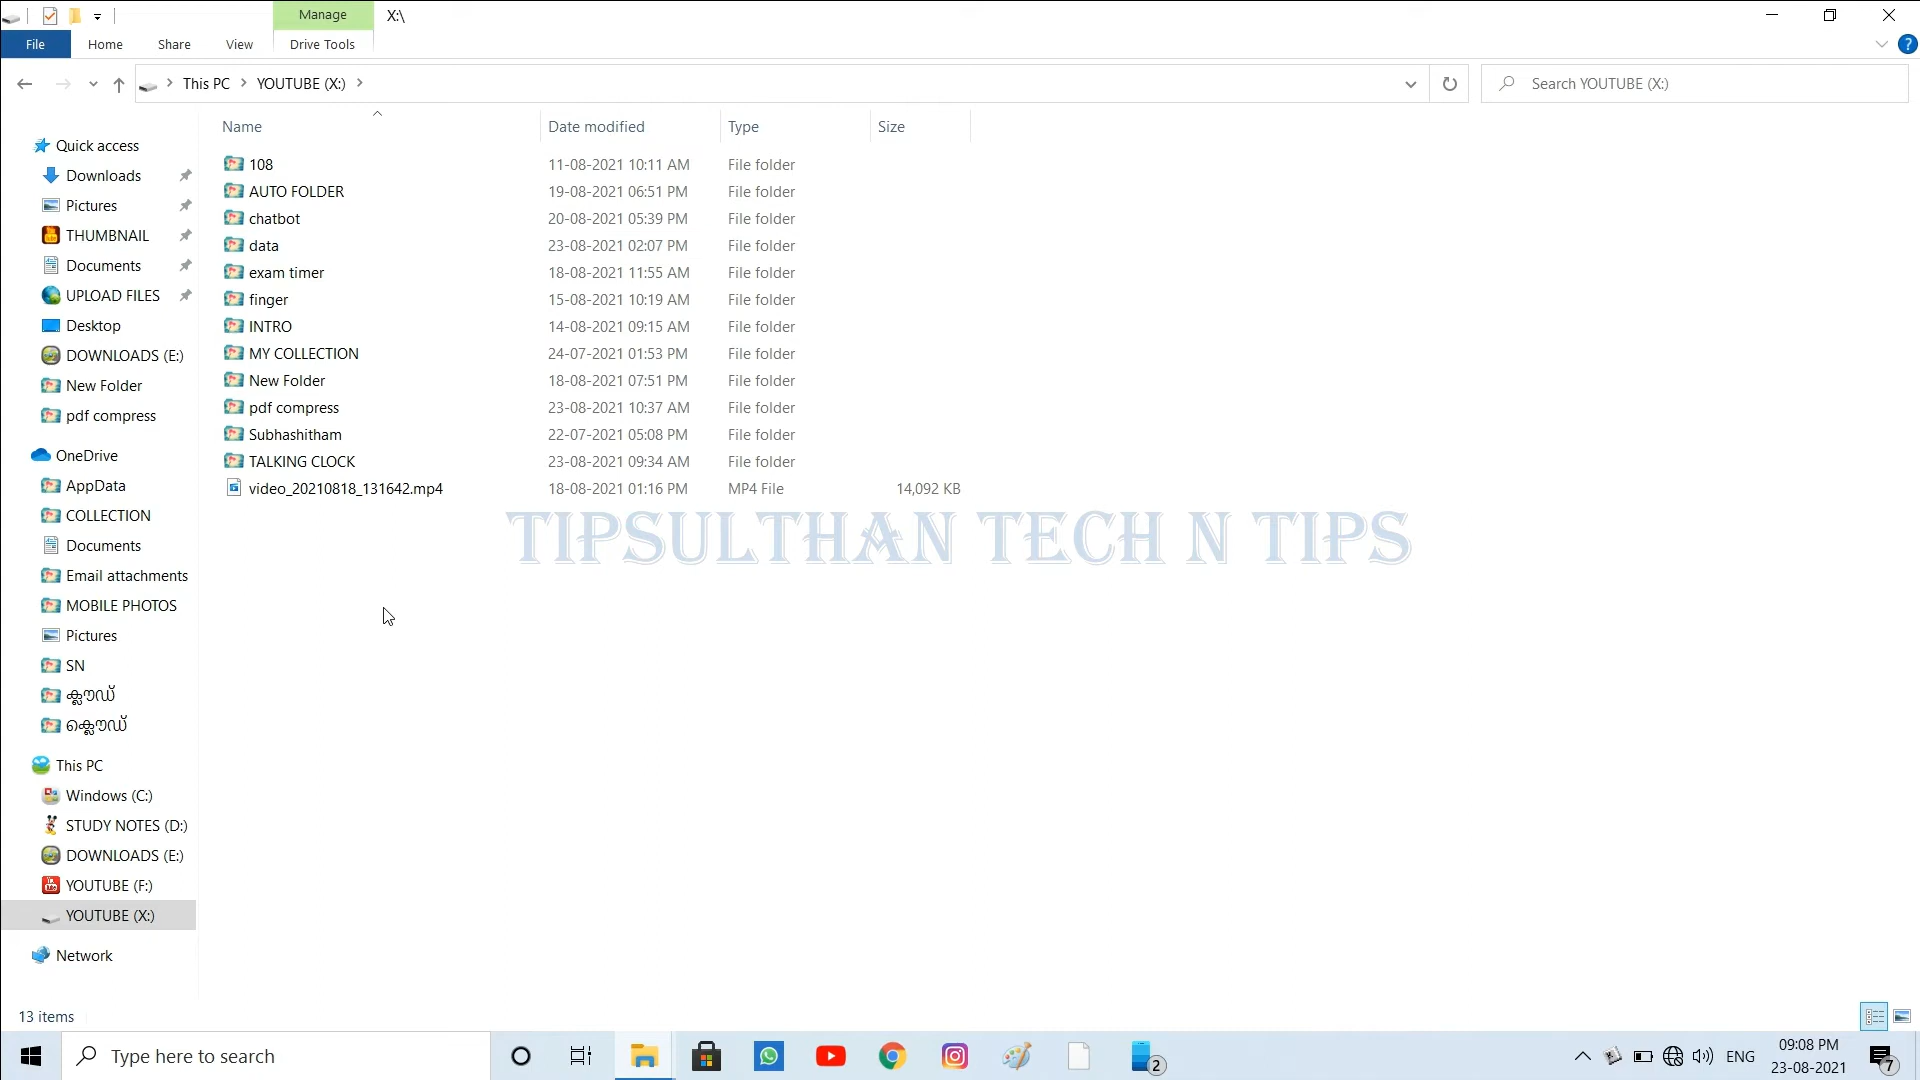 Manage X:\
File Home Share View Drive Tools
This PC YOUTUBE (X:) Search YOUTUBE (X:)
Name Date modified Type Size
Quick access
Downloads
Pictures
THUMBNAIL
Documents
UPLOAD FILES
Desktop
DOWNLOADS (E:)
New Folder
pdf compress
OneDrive
AppData
COLLECTION
Documents
Email attachments
MOBILE PHOTOS
Pictures
SN
ക്ലൗഡ്
ക്ലൌഡ്
This PC
Windows (C:)
STUDY NOTES (D:)
DOWNLOADS (E:)
YOUTUBE (F:)
YOUTUBE (X:)
Network
108 11-08-2021 10:11 AM File folder
AUTO FOLDER 19-08-2021 06:51 PM File folder
chatbot 20-08-2021 05:39 PM File folder
data 23-08-2021 02:07 PM File folder
exam timer 18-08-2021 11:55 AM File folder
finger 15-08-2021 10:19 AM File folder
INTRO 14-08-2021 09:15 AM File folder
MY COLLECTION 24-07-2021 01:53 PM File folder
New Folder 18-08-2021 07:51 PM File folder
pdf compress 23-08-2021 10:37 AM File folder
Subhashitham 22-07-2021 05:08 PM File folder
TALKING CLOCK 23-08-2021 09:34 AM File folder
video_20210818_131642.mp4 18-08-2021 01:16 PM MP4 File 14,092 KB
TIPSULTHAN TECH N TIPS
13 items
Type here to search 2 ENG 09:08 PM 7
23-08-2021